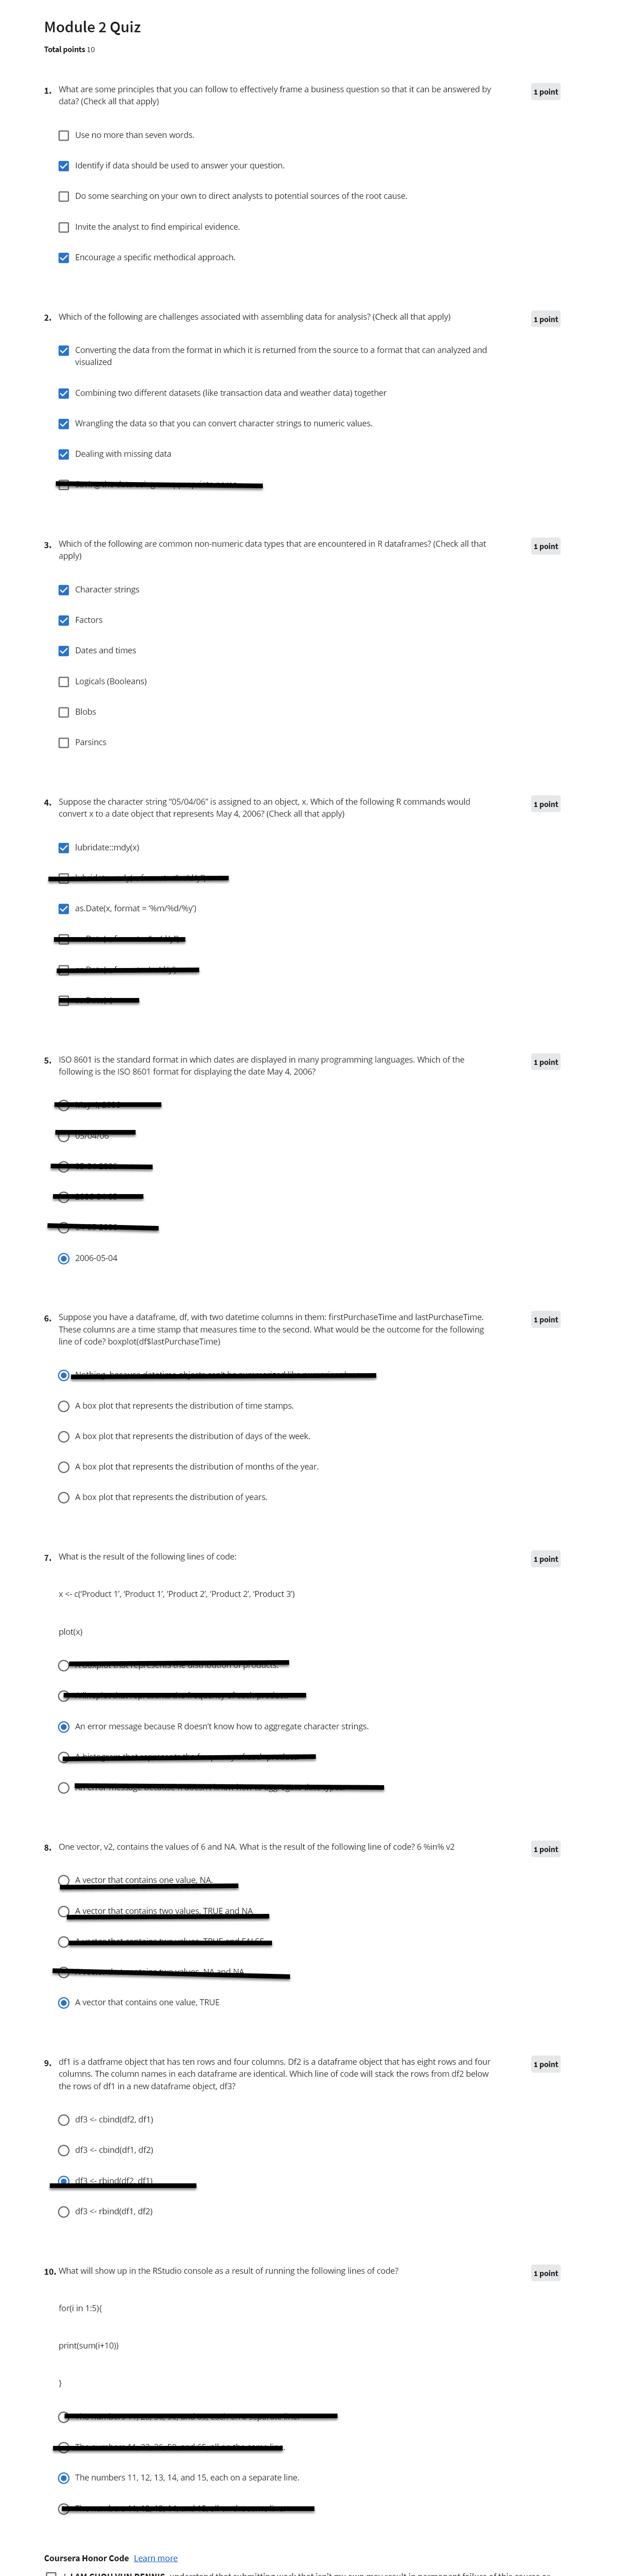 Module 2 Quiz
Total points 10
1. What are some principles that you can follow to effectively frame a business question so that it can be answered by
data? (Check all that apply)
1 point
Use no more than seven words.
Identify if data should be used to answer your question.
Do some searching on your own to direct analysts to potential sources of the root cause.
Invite the analyst to find empirical evidence.
Encourage a specific methodical approach.
2. Which of the following are challenges associated with assembling data for analysis? (Check all that apply)
1 point
Converting the data from the format in which it is returned from the source to a format that can analyzed and
visualized
Combining two different datasets (like transaction data and weather data) together
Wrangling the data so that you can convert character strings to numeric values.
Dealing with missing data
3. Which of the following are common non-numeric data types that are encountered in R dataframes? (Check all that
apply)
1 point
Character strings
Factors
Dates and times
Logicals (Booleans)
Blobs
Parsincs
4. Suppose the character string "05/04/06" is assigned to an object, x. Which of the following R commands would
convert x to a date object that represents May 4, 2006? (Check all that apply)
1 point
lubridate::mdy(x)
as.Date(x, format = '%m/%d/%y')
5. ISO 8601 is the standard format in which dates are displayed in many programming languages. Which of the
following is the ISO 8601 format for displaying the date May 4, 2006?
1 point
05/04/06
2006-05-04
6. Suppose you have a dataframe, df, with two datetime columns in them: firstPurchaseTime and lastPurchaseTime.
These columns are a time stamp that measures time to the second. What would be the outcome for the following
line of code? boxplot(df$lastPurchaseTime)
1 point
A box plot that represents the distribution of time stamps.
A box plot that represents the distribution of days of the week.
A box plot that represents the distribution of months of the year.
A box plot that represents the distribution of years.
7. What is the result of the following lines of code:
1 point
x <- c('Product 1', 'Product 1', 'Product 2', 'Product 2', 'Product 3')
plot(x)
An error message because R doesn't know how to aggregate character strings.
8. One vector, v2, contains the values of 6 and NA. What is the result of the following line of code? 6 %in% v2
1 point
A vector that contains one value, NA.
A vector that contains two values, TRUE and NA
values, NA and NA
A vector that contains one value, TRUE
9. df1 is a datframe object that has ten rows and four columns. Df2 is a dataframe object that has eight rows and four
columns. The column names in each dataframe are identical. Which line of code will stack the rows from df2 below
the rows of df1 in a new dataframe object, df3?
1 point
df3 <- cbind(df2, df1)
df3 <- cbind(df1, df2)
df3 <- rbind(df2, df1)
df3 <- rbind(df1, df2)
10. What will show up in the RStudio console as a result of running the following lines of code?
1 point
for(i in 1:5){
print(sum(i+10))
}
The numbers 11, 12, 13, 14, and 15, each on a separate line.
Coursera Honor Code Learn more